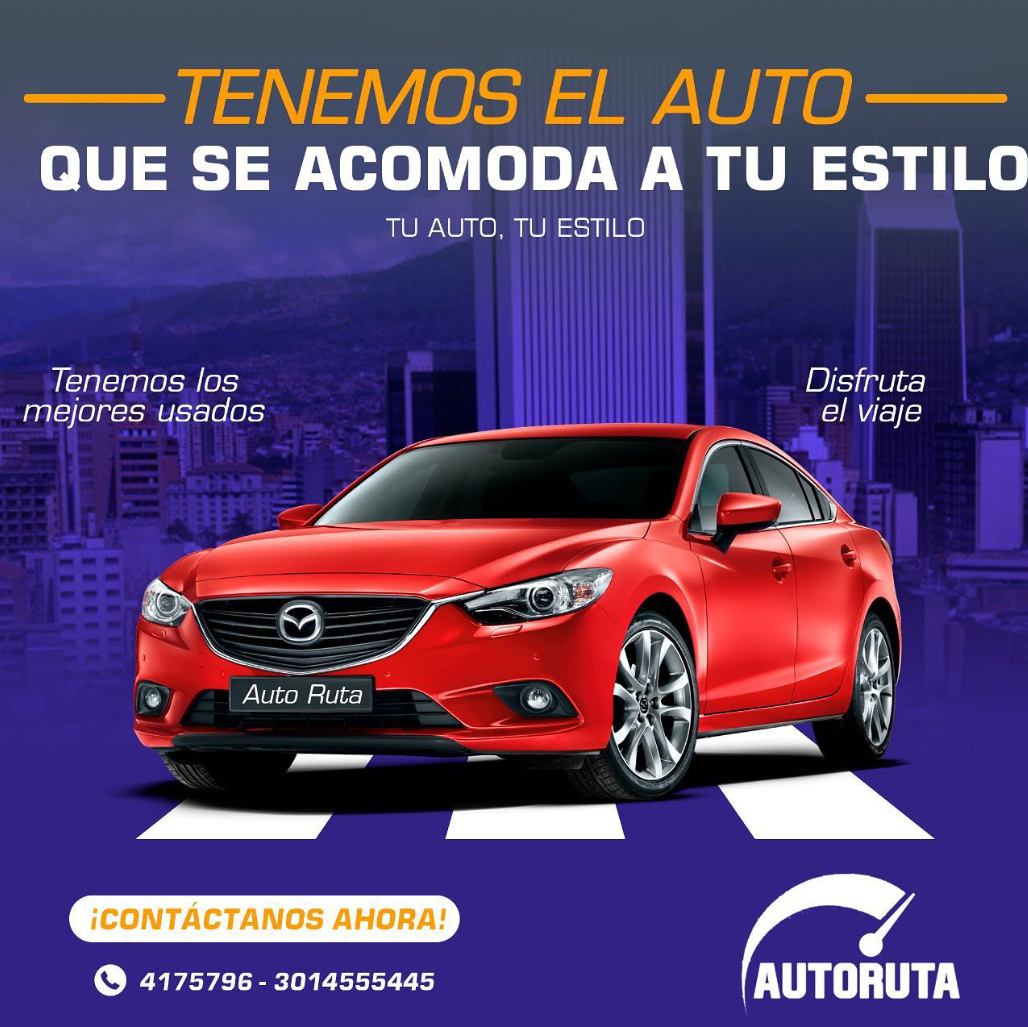 TENEMOS EL AUTO
QUE SE ACOMODA A TU ESTILO
TU AUTO, TU ESTILO
Tenemos los
mejores usados
Disfruta
el viaje
Auto Ruta
¡CONTÁCTANOS AHORA!
4175796 - 3014555445
AUTORUTA